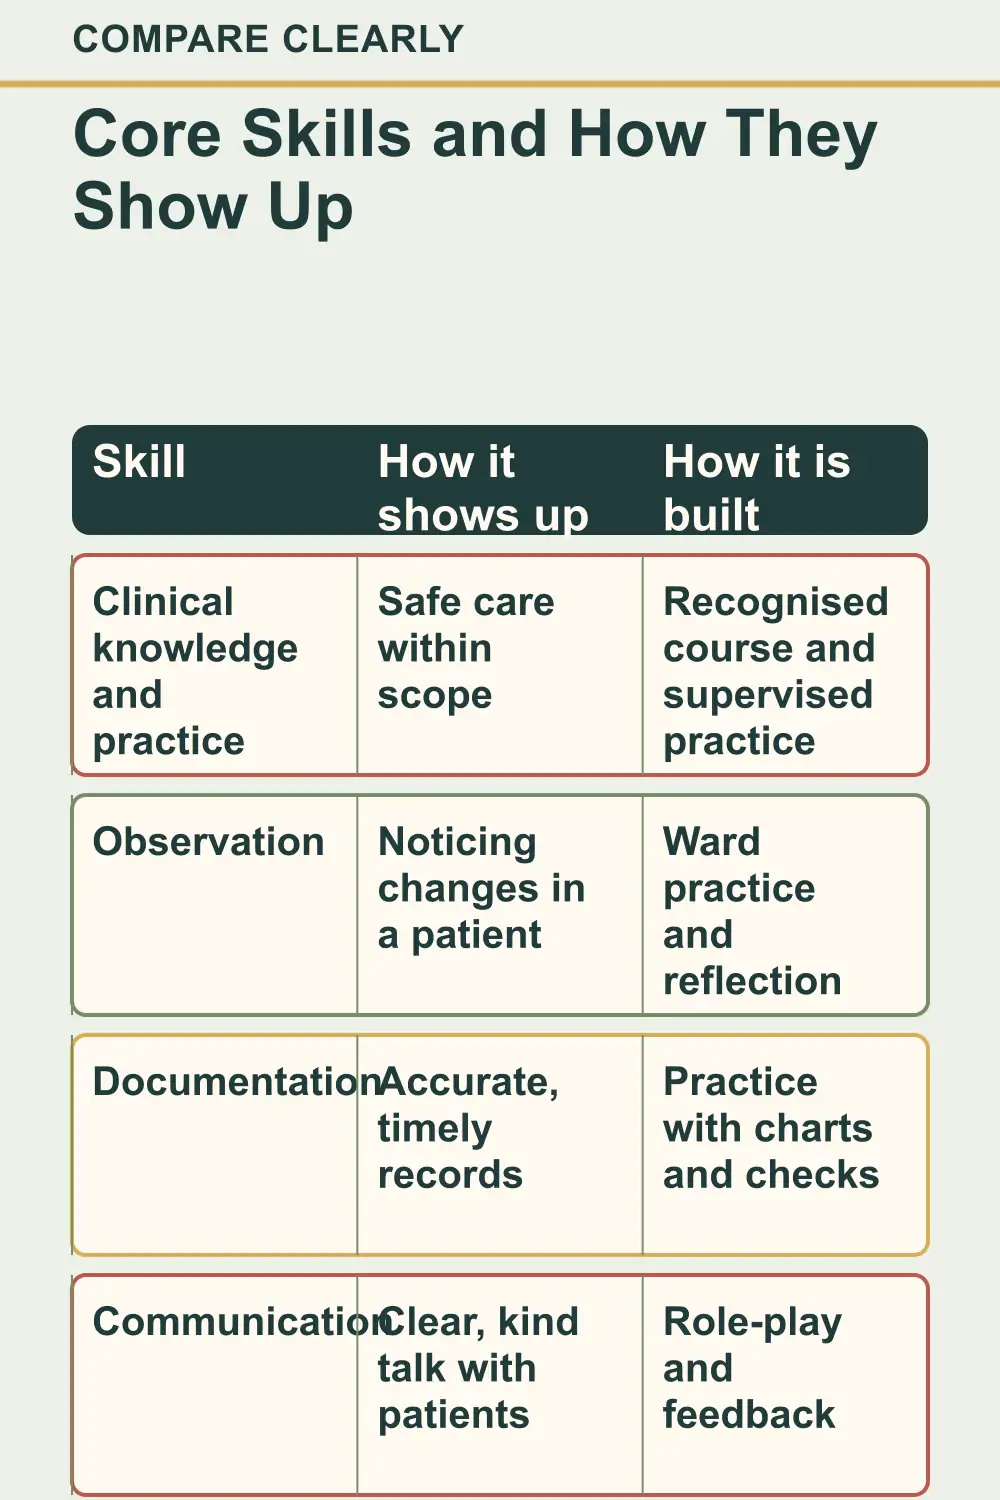 COMPARE CLEARLY
Core Skills and How They
Show Up
Skill
How it
shows up
How it is
built
Clinical
knowledge
and
practice
Safe care
within
scope
Recognised
course and
supervised
practice
Observation
Noticing
changes in
a patient
Ward
practice
and
reflection
Documentation
Accurate,
timely
records
Practice
with charts
and checks
Communication
Clear, kind
talk with
patients
Role-play
and
feedback